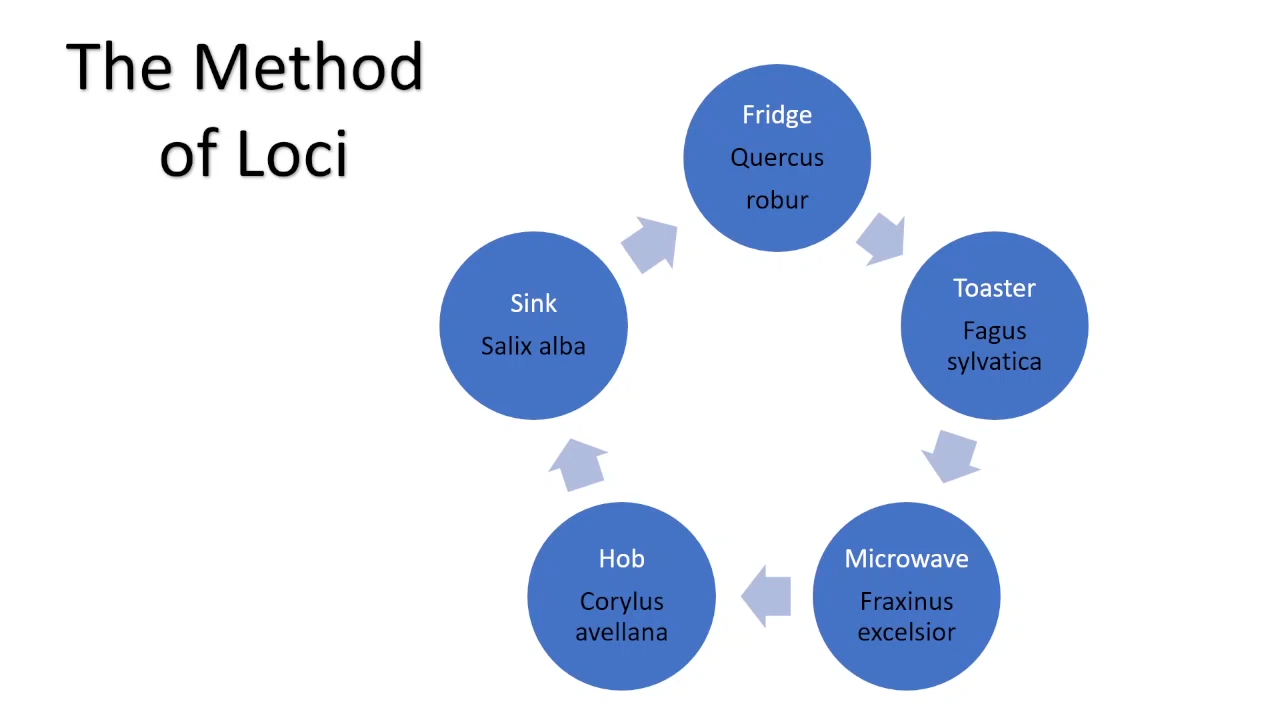 The Method
of Loci
Fridge
Quercus
robur
Toaster
Fagus
sylvatica
Microwave
Fraxinus
excelsior
Hob
Corylus
avellana
Sink
Salix alba